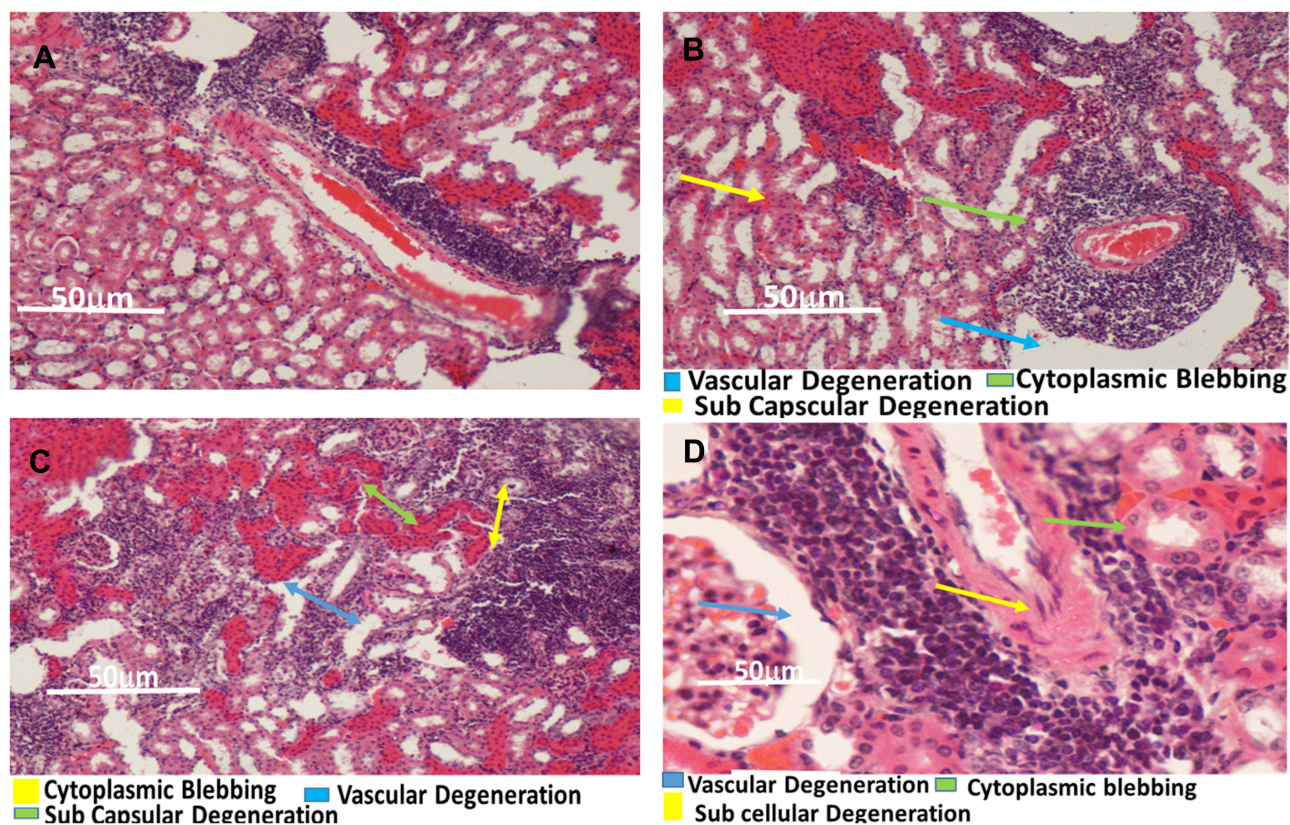 A
50μm
B
50μm
Vascular Degeneration Cytoplasmic Blebbing
Sub Capscular Degeneration
C
50μm
Cytoplasmic Blebbing Vascular Degeneration
Sub Capsular Degeneration
D
50μm
Vascular Degeneration Cytoplasmic blebbing
Sub cellular Degeneration